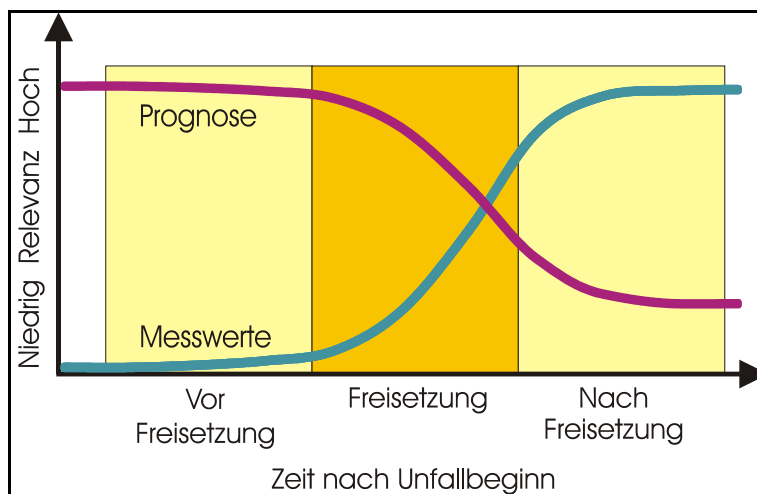 Niedrig Relevanz Hoch
Prognose
Messwerte
Vor
Freisetzung
Freisetzung
Nach
Freisetzung
Zeit nach Unfallbeginn